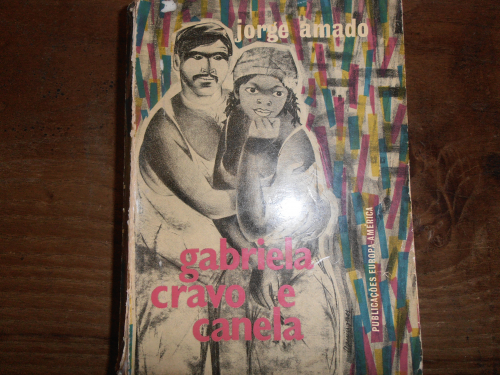 jorge amado
gabriela
cravo e
canela
PUBLICAÇÕES EUROPA-AMÉRICA